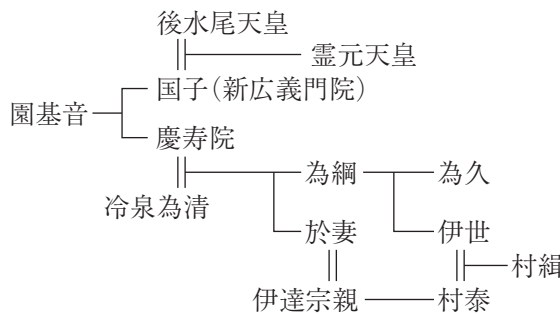 後水尾天皇
霊元天皇
国子(新広義門院)
園基音
慶寿院
為綱 為久
冷泉為清
於妻 伊世
村緝
伊達宗親 村泰